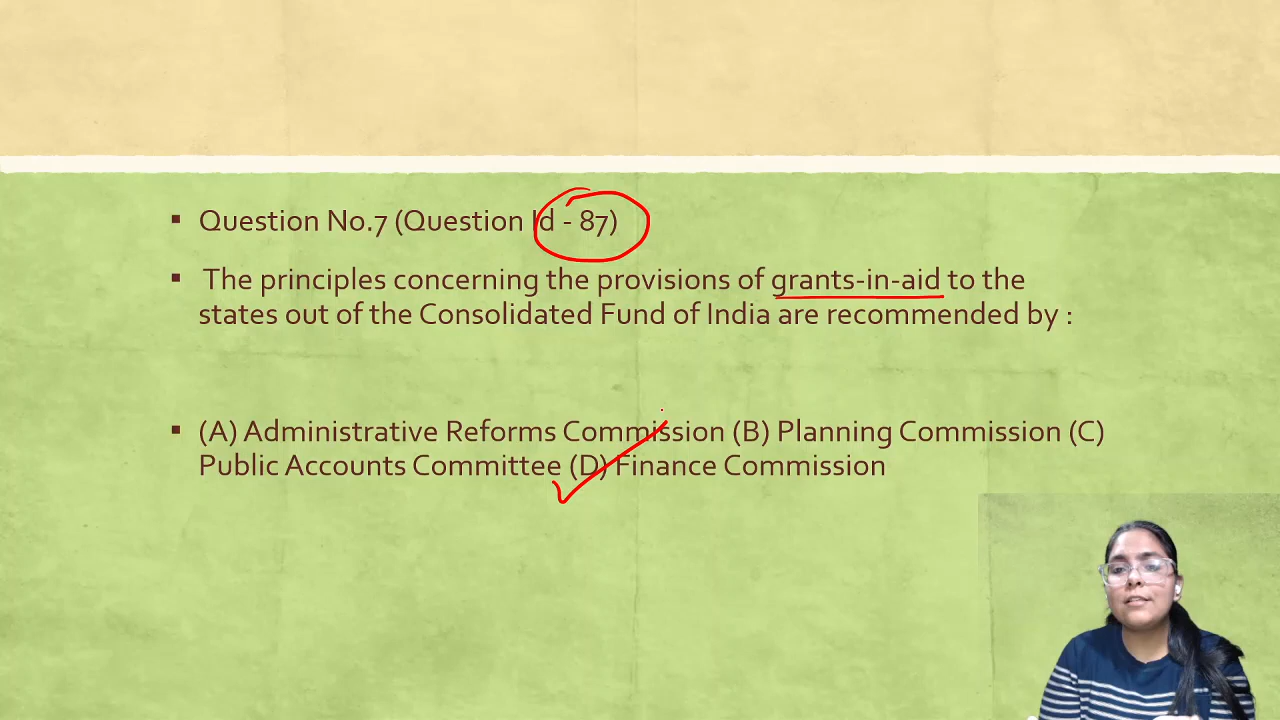 Question No.7 (Question Id - 87)
The principles concerning the provisions of grants-in-aid to the
states out of the Consolidated Fund of India are recommended by :
(A) Administrative Reforms Commission (B) Planning Commission (C)
Public Accounts Committee (D) Finance Commission